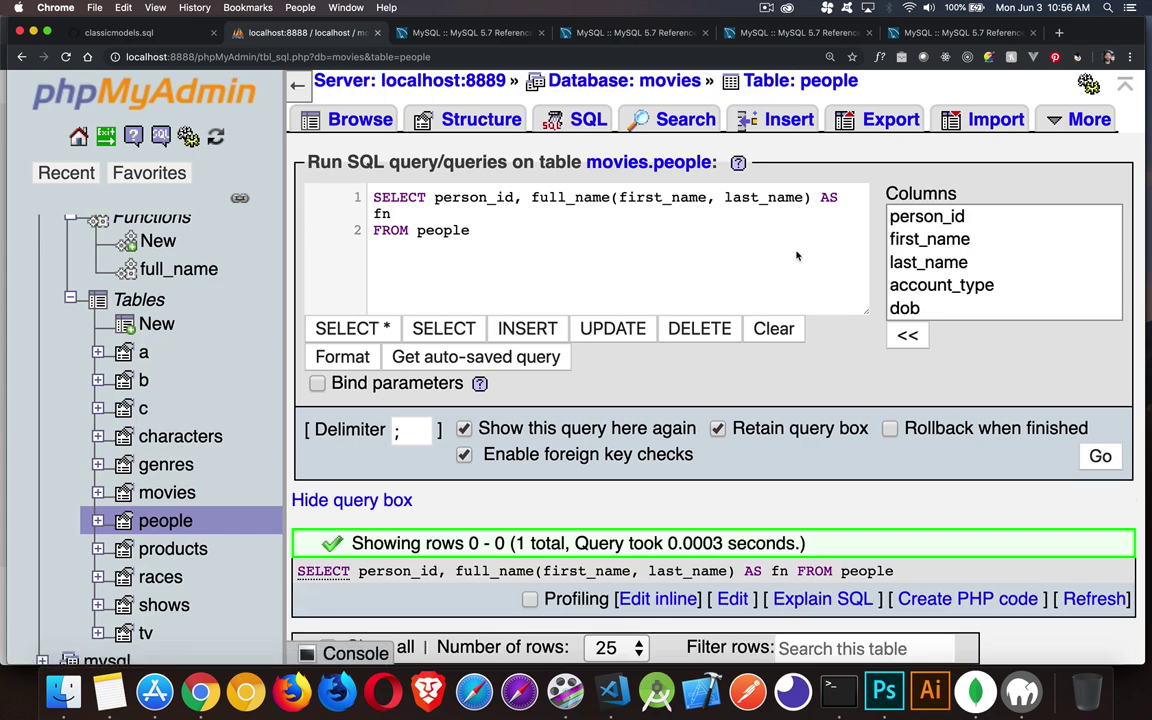 Chrome File Edit View History Bookmarks People Window Help 100% Mon Jun 3 10:56 AM
classicmodels.sql × localhost:8888 / localhost / m × MySQL :: MySQL 5.7 Reference × MySQL :: MySQL 5.7 Reference × MySQL :: MySQL 5.7 Reference × MySQL :: MySQL 5.7 Reference × +
localhost:8888/phpMyAdmin/tbl_sql.php?db=movies&table=people
phpMyAdmin
Recent Favorites
Functions
New
full_name
Tables
New
a
b
c
characters
genres
movies
people
products
races
shows
tv
mysql
Server: localhost:8889 » Database: movies » Table: people
Browse Structure SQL Search Insert Export Import More
Run SQL query/queries on table movies.people:
1 SELECT person_id, full_name(first_name, last_name) AS
fn
2 FROM people
Columns
person_id
first_name
last_name
account_type
dob
<<
SELECT * SELECT INSERT UPDATE DELETE Clear
Format Get auto-saved query
Bind parameters
[ Delimiter ; ] Show this query here again Retain query box Rollback when finished
Enable foreign key checks
Go
Hide query box
Showing rows 0 - 0 (1 total, Query took 0.0003 seconds.)
SELECT person_id, full_name(first_name, last_name) AS fn FROM people
Profiling [Edit inline] [ Edit ] [ Explain SQL ] [ Create PHP code ] [ Refresh]
all | Number of rows: 25 Filter rows: Search this table
Console
Ps Ai